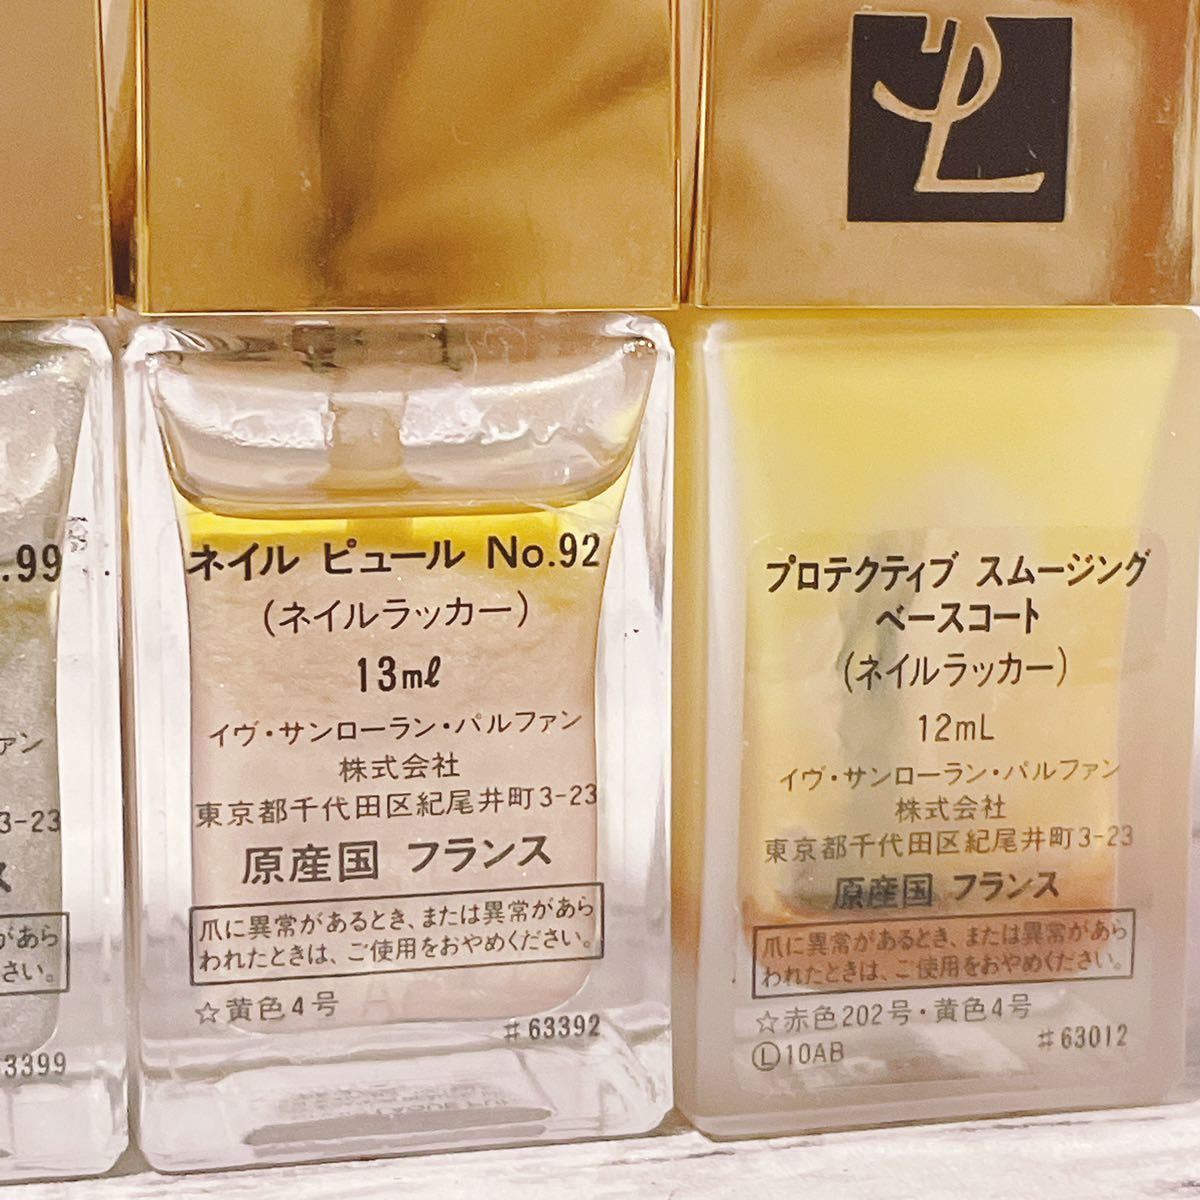 YSL
.99
ァン
3-23
ス
があら
さい。
3399
ネイル ピュール No.92
(ネイルラッカー)
13mℓ
イヴ・サンローラン・パルファン
株式会社
東京都千代田区紀尾井町3-23
原産国 フランス
爪に異常があるとき、または異常があら
われたときは、ご使用をおやめください。
☆黄色4号
♯63392
プロテクティブ スムージング
ベースコート
(ネイルラッカー)
12mL
イヴ・サンローラン・パルファン
株式会社
東京都千代田区紀尾井町3-23
原産国 フランス
爪に異常があるとき、または異常があら
われたときは、ご使用をおやめください。
☆赤色202号・黄色4号
Ⓛ10AB
♯63012